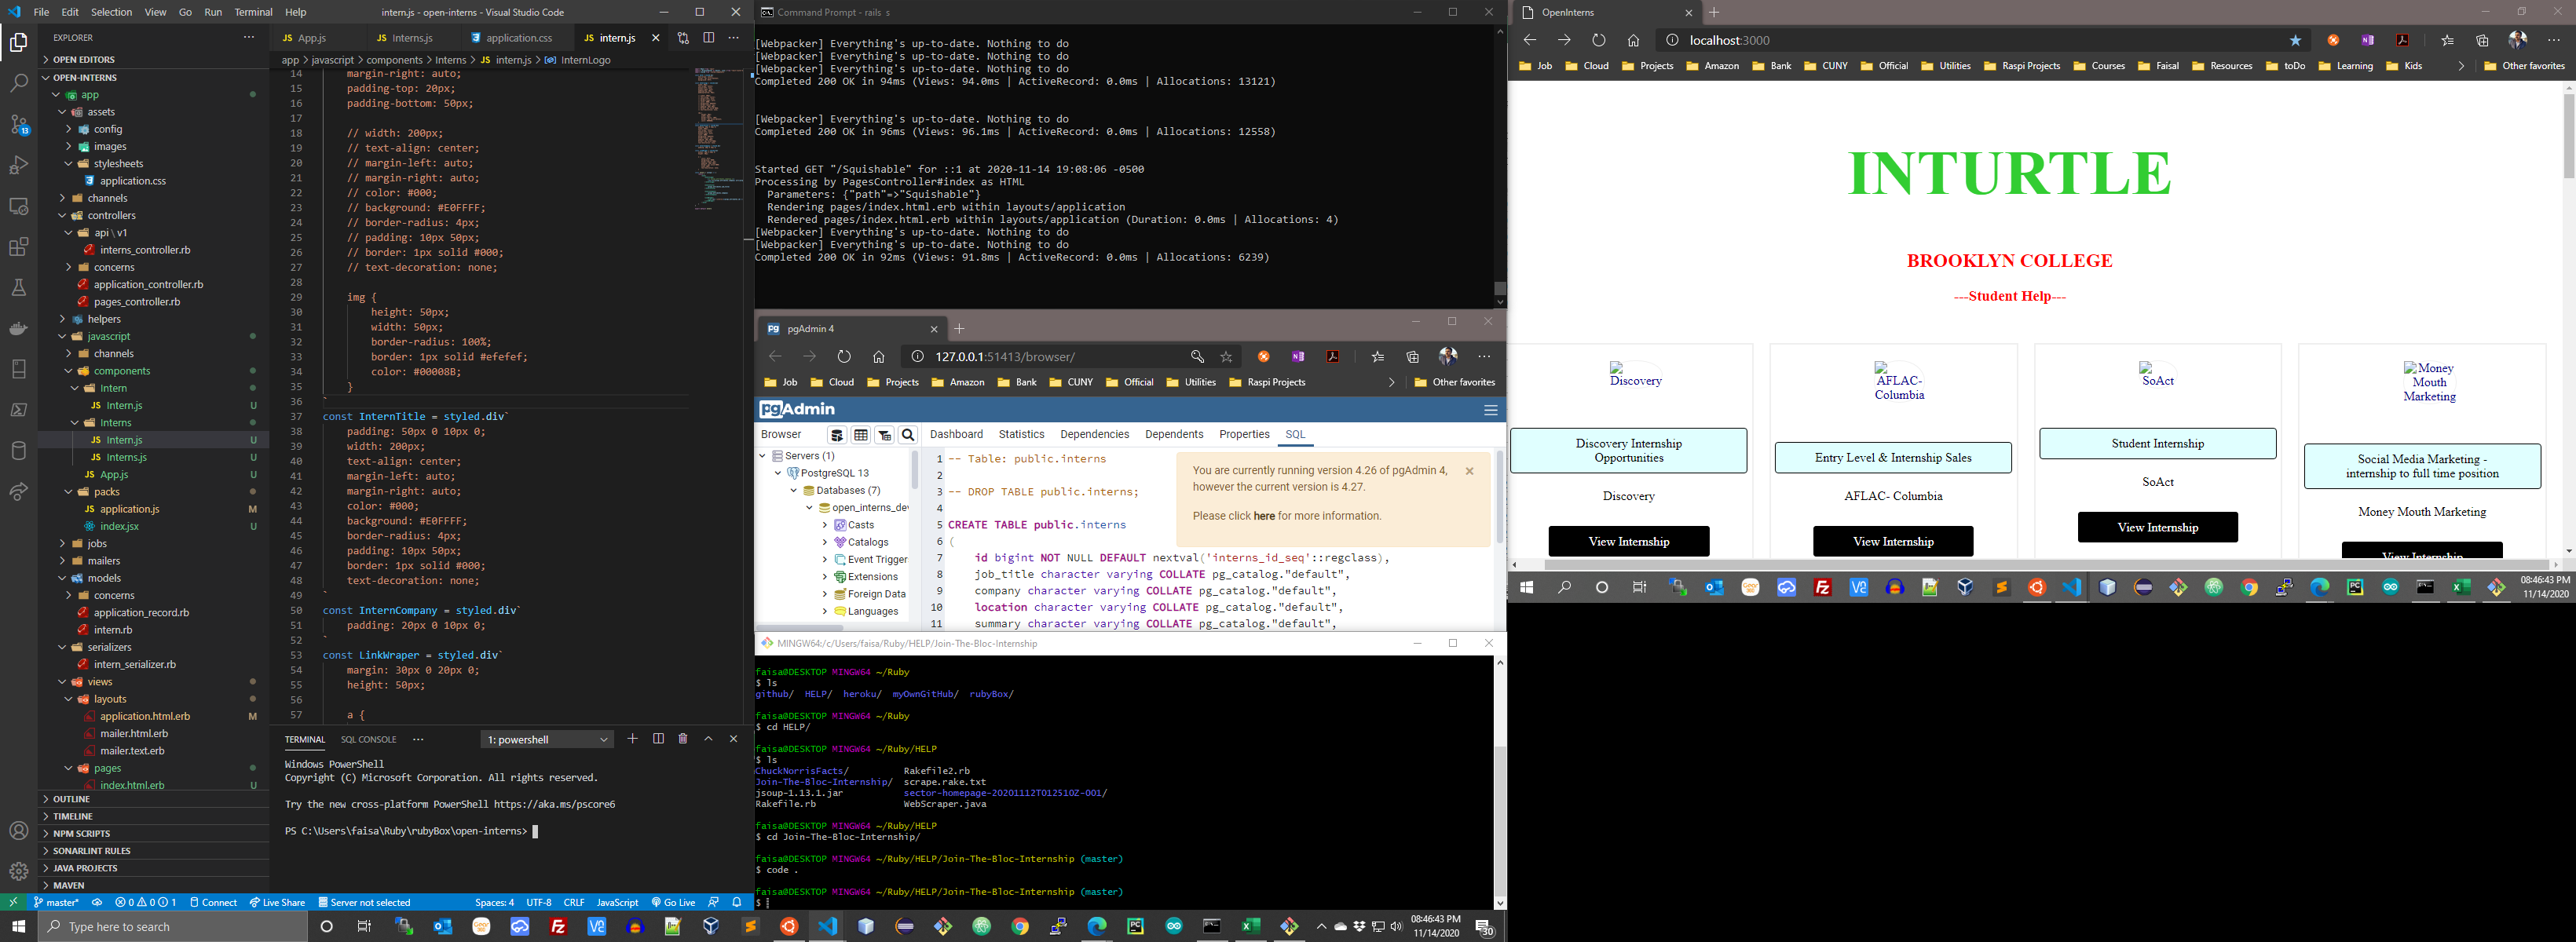 File Edit Selection View Go Run Terminal Help
intern.js - open-interns - Visual Studio Code
EXPLORER
OPEN EDITORS
OPEN-INTERNS
app
assets
config
images
stylesheets
application.css
channels
controllers
api \ v1
interns_controller.rb
concerns
application_controller.rb
pages_controller.rb
helpers
javascript
channels
components
Intern
Intern.js U
Interns
Intern.js U
Interns.js U
App.js U
packs
application.js M
index.jsx U
jobs
mailers
models
concerns
application_record.rb
intern.rb
serializers
intern_serializer.rb
views
layouts
application.html.erb M
mailer.html.erb
mailer.text.erb
pages
index.html.erb U
OUTLINE
TIMELINE
NPM SCRIPTS
SONARLINT RULES
JAVA PROJECTS
MAVEN
JS App.js JS Interns.js application.css JS intern.js
app > javascript > components > Interns > JS intern.js > InternLogo
14 margin-right: auto;
15 padding-top: 20px;
16 padding-bottom: 50px;
17
18 // width: 200px;
19 // text-align: center;
20 // margin-left: auto;
21 // margin-right: auto;
22 // color: #000;
23 // background: #E0FFFF;
24 // border-radius: 4px;
25 // padding: 10px 50px;
26 // border: 1px solid #000;
27 // text-decoration: none;
28
29 img {
30 height: 50px;
31 width: 50px;
32 border-radius: 100%;
33 border: 1px solid #efefef;
34 color: #00008B;
35 }
36 `
37 const InternTitle = styled.div`
38 padding: 50px 0 10px 0;
39 width: 200px;
40 text-align: center;
41 margin-left: auto;
42 margin-right: auto;
43 color: #000;
44 background: #E0FFFF;
45 border-radius: 4px;
46 padding: 10px 50px;
47 border: 1px solid #000;
48 text-decoration: none;
49 `
50 const InternCompany = styled.div`
51 padding: 20px 0 10px 0;
52 `
53 const LinkWraper = styled.div`
54 margin: 30px 0 20px 0;
55 height: 50px;
56
57 a {
TERMINAL SQL CONSOLE ··· 1: powershell
Windows PowerShell
Copyright (C) Microsoft Corporation. All rights reserved.
Try the new cross-platform PowerShell https://aka.ms/pscore6
PS C:\Users\faisa\Ruby\rubyBox\open-interns>
master* 0 0 1 Connect Live Share Server not selected Spaces: 4 UTF-8 CRLF JavaScript Go Live
Type here to search
08:46:43 PM
11/14/2020
30
Command Prompt - rails s
[Webpacker] Everything's up-to-date. Nothing to do
[Webpacker] Everything's up-to-date. Nothing to do
[Webpacker] Everything's up-to-date. Nothing to do
Completed 200 OK in 94ms (Views: 94.0ms | ActiveRecord: 0.0ms | Allocations: 13121)
[Webpacker] Everything's up-to-date. Nothing to do
Completed 200 OK in 96ms (Views: 96.1ms | ActiveRecord: 0.0ms | Allocations: 12558)
Started GET "/Squishable" for ::1 at 2020-11-14 19:08:06 -0500
Processing by PagesController#index as HTML
Parameters: {"path"=>"Squishable"}
Rendering pages/index.html.erb within layouts/application
Rendered pages/index.html.erb within layouts/application (Duration: 0.0ms | Allocations: 4)
[Webpacker] Everything's up-to-date. Nothing to do
[Webpacker] Everything's up-to-date. Nothing to do
Completed 200 OK in 92ms (Views: 91.8ms | ActiveRecord: 0.0ms | Allocations: 6239)
pgAdmin 4
127.0.0.1:51413/browser/
Job Cloud Projects Amazon Bank CUNY Official Utilities Raspi Projects Other favorites
pgAdmin
Browser
Dashboard Statistics Dependencies Dependents Properties SQL
Servers (1)
PostgreSQL 13
Databases (7)
open_interns_dev
Casts
Catalogs
Event Trigger
Extensions
Foreign Data
Languages
1 -- Table: public.interns
2
3 -- DROP TABLE public.interns;
4
5 CREATE TABLE public.interns
6 (
7 id bigint NOT NULL DEFAULT nextval('interns_id_seq'::regclass),
8 job_title character varying COLLATE pg_catalog."default",
9 company character varying COLLATE pg_catalog."default",
10 location character varying COLLATE pg_catalog."default",
11 summary character varying COLLATE pg_catalog."default",
You are currently running version 4.26 of pgAdmin 4,
however the current version is 4.27.
Please click here for more information.
MINGW64:/c/Users/faisa/Ruby/HELP/Join-The-Bloc-Internship
faisa@DESKTOP MINGW64 ~/Ruby
$ ls
github/ HELP/ heroku/ myOwnGitHub/ rubyBox/
faisa@DESKTOP MINGW64 ~/Ruby
$ cd HELP/
faisa@DESKTOP MINGW64 ~/Ruby/HELP
$ ls
ChuckNorrisFacts/ Rakefile2.rb
Join-The-Bloc-Internship/ scrape.rake.txt
jsoup-1.13.1.jar sector-homepage-20201112T012510Z-001/
Rakefile.rb WebScraper.java
faisa@DESKTOP MINGW64 ~/Ruby/HELP
$ cd Join-The-Bloc-Internship/
faisa@DESKTOP MINGW64 ~/Ruby/HELP/Join-The-Bloc-Internship (master)
$ code .
faisa@DESKTOP MINGW64 ~/Ruby/HELP/Join-The-Bloc-Internship (master)
$
08:46:43 PM
11/14/2020
30
OpenInterns
localhost:3000
Job Cloud Projects Amazon Bank CUNY Official Utilities Raspi Projects Courses Faisal Resources toDo Learning Kids Other favorites
INTURTLE
BROOKLYN COLLEGE
---Student Help---
Discovery
Discovery Internship
Opportunities
Discovery
View Internship
AFLAC-
Columbia
Entry Level & Internship Sales
AFLAC- Columbia
View Internship
SoAct
Student Internship
SoAct
View Internship
Money
Mouth
Marketing
Social Media Marketing -
internship to full time position
Money Mouth Marketing
View Internship
08:46:43 PM
11/14/2020